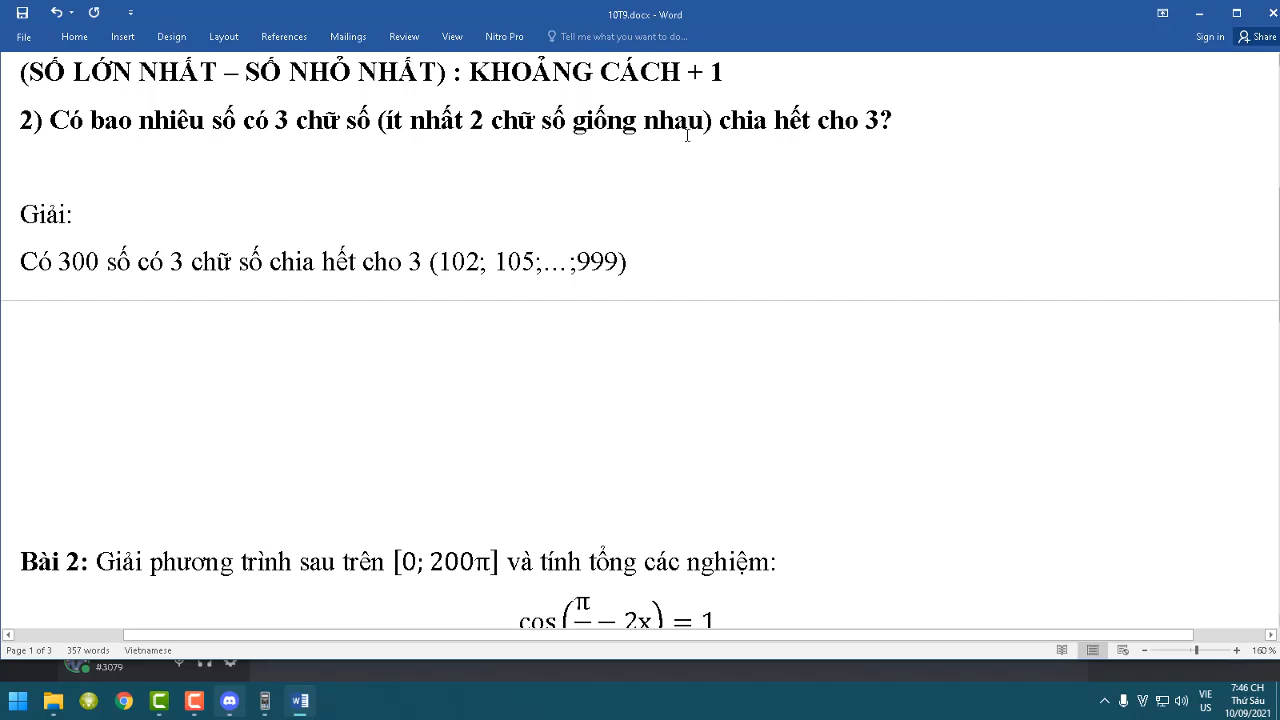 10T9.docx - Word
File Home Insert Design Layout References Mailings Review View Nitro Pro Tell me what you want to do... Sign in Share
(SỐ LỚN NHẤT – SỐ NHỎ NHẤT) : KHOẢNG CÁCH + 1
2) Có bao nhiêu số có 3 chữ số (ít nhất 2 chữ số giống nhau) chia hết cho 3?
Giải:
Có 300 số có 3 chữ số chia hết cho 3 (102; 105;…;999)
Bài 2: Giải phương trình sau trên [0; 200π] và tính tổng các nghiệm:
cos(π/ − 2x) = 1
Page 1 of 3 357 words Vietnamese 160%
#3079
VIE
US
7:46 CH
Thứ Sáu
10/09/2021